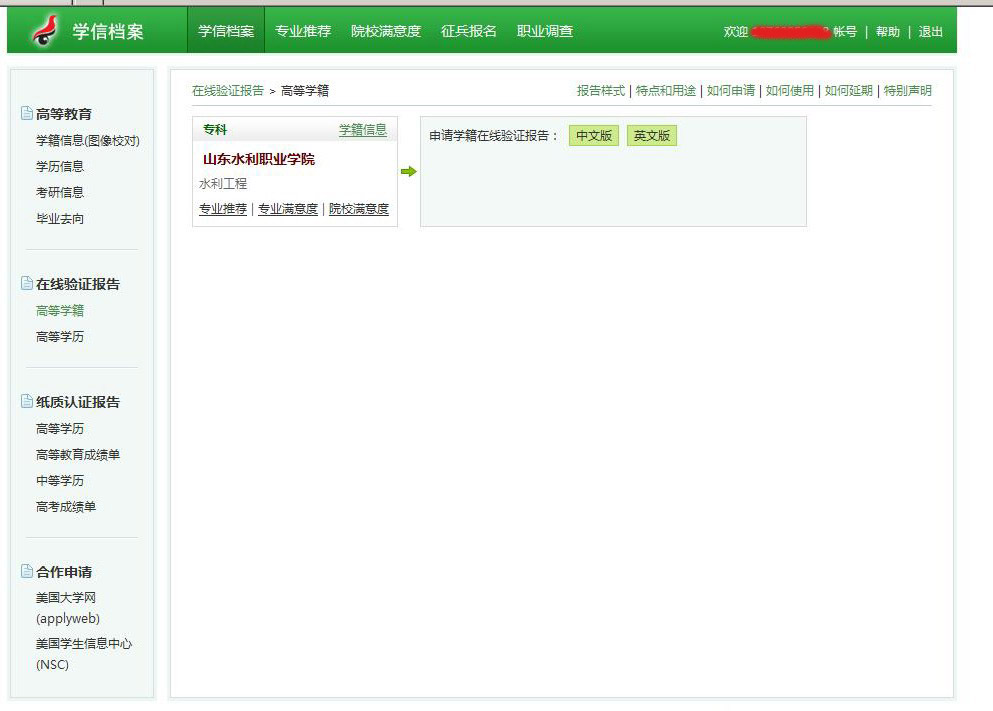 学信档案 学信档案 专业推荐 院校满意度 征兵报名 职业调查 欢迎 帐号 | 帮助 | 退出
高等教育
学籍信息(图像校对)
学历信息
考研信息
毕业去向
在线验证报告
高等学籍
高等学历
纸质认证报告
高等学历
高等教育成绩单
中等学历
高考成绩单
合作申请
美国大学网
(applyweb)
美国学生信息中心
(NSC)
在线验证报告 > 高等学籍 报告样式 | 特点和用途 | 如何申请 | 如何使用 | 如何延期 | 特别声明
专科 学籍信息
山东水利职业学院
水利工程
专业推荐 | 专业满意度 | 院校满意度
申请学籍在线验证报告： 中文版 英文版